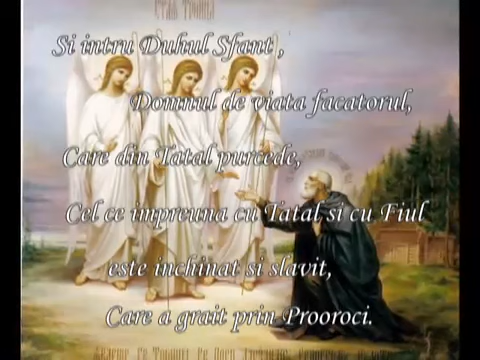 Si intru Duhul Sfant ,
Domnul de viata facatorul,
Care din Tatal purcede,
Cel ce impreuna cu Tatal si cu Fiul
este inchinat si slavit,
Care a grait prin Prooroci.